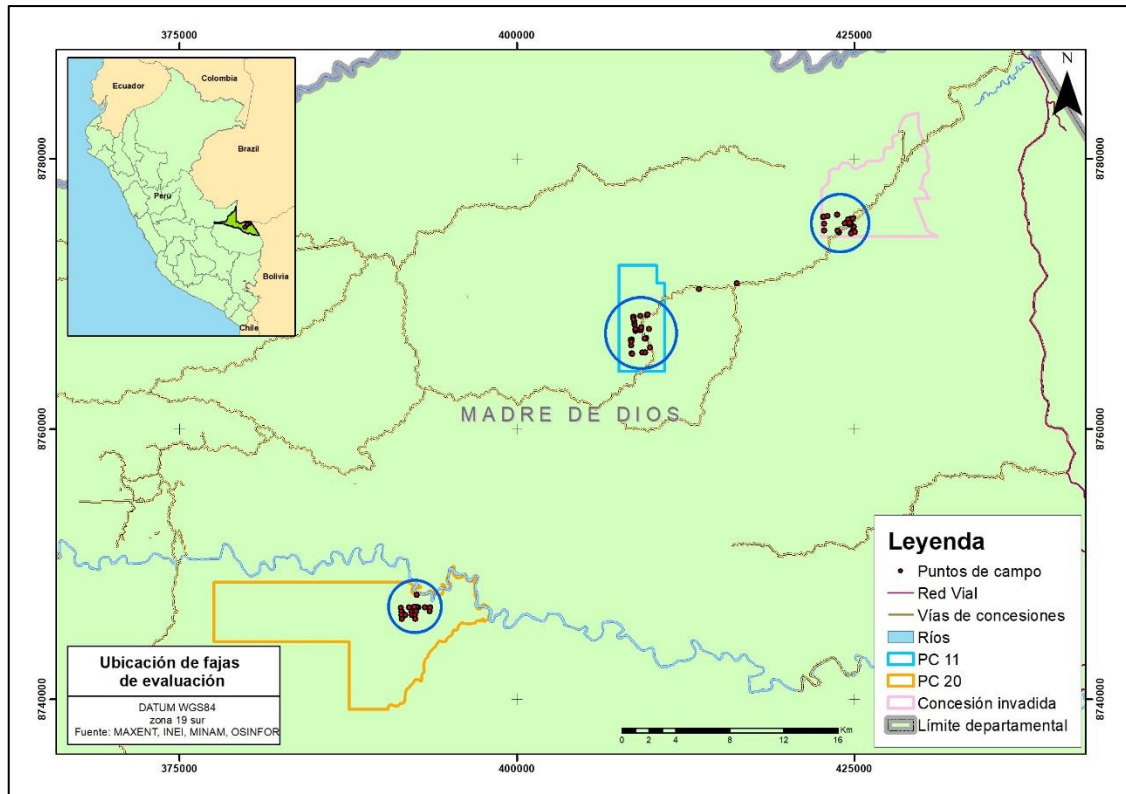 375000
400000
425000
N
Ecuador
Colombia
Brazil
Perú
Bolivia
Chile
8780000
8780000
MADRE DE DIOS
8760000
8760000
8740000
8740000
Ubicación de fajas
de evaluación
DATUM WGS84
zona 19 sur
Fuente: MAXENT, INEI, MINAM, OSINFOR
Leyenda
Puntos de campo
Red Vial
Vías de concesiones
Ríos
PC 11
PC 20
Concesión invadida
Límite departamental
0 2 4 8 12 16
Km
375000
400000
425000